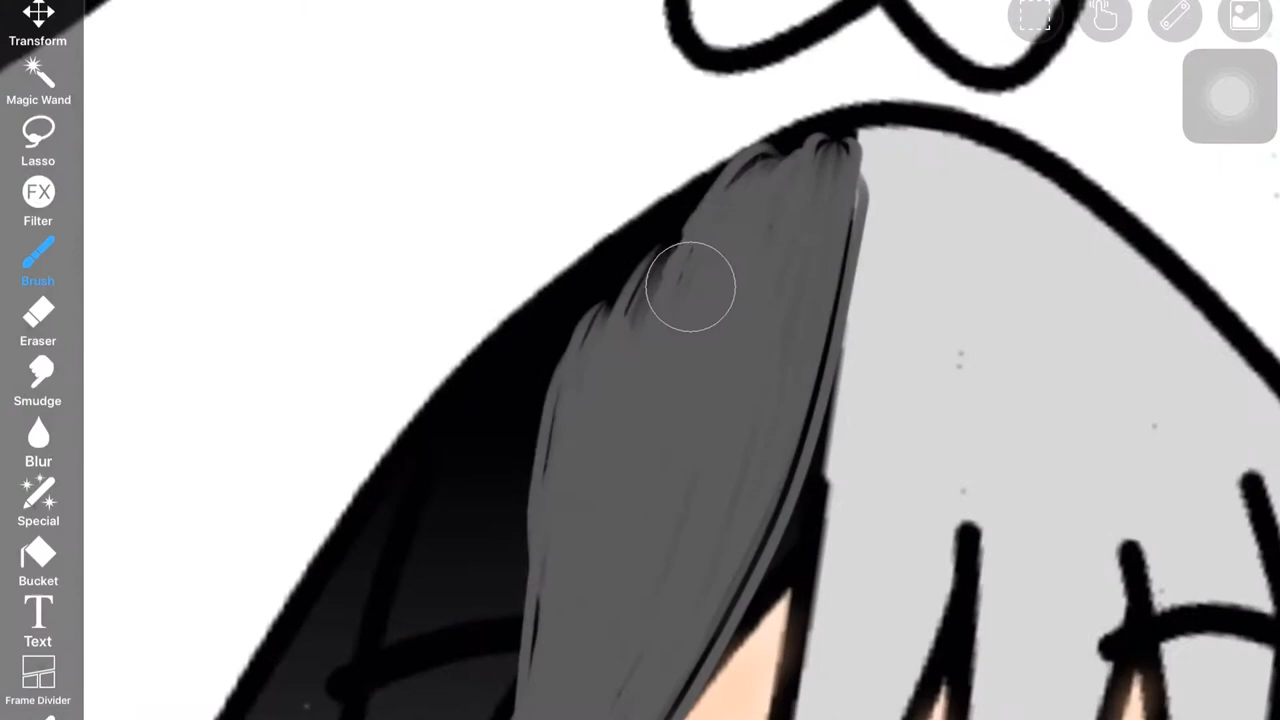 Transform
Magic Wand
Lasso
FX
Filter
Brush
Eraser
Smudge
Blur
Special
Bucket
T
Text
Frame Divider